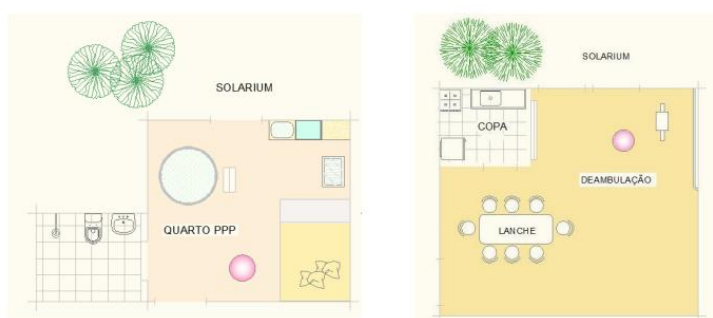 SOLARIUM
QUARTO PPP
SOLARIUM
COPA
DEAMBULAÇÃO
LANCHE